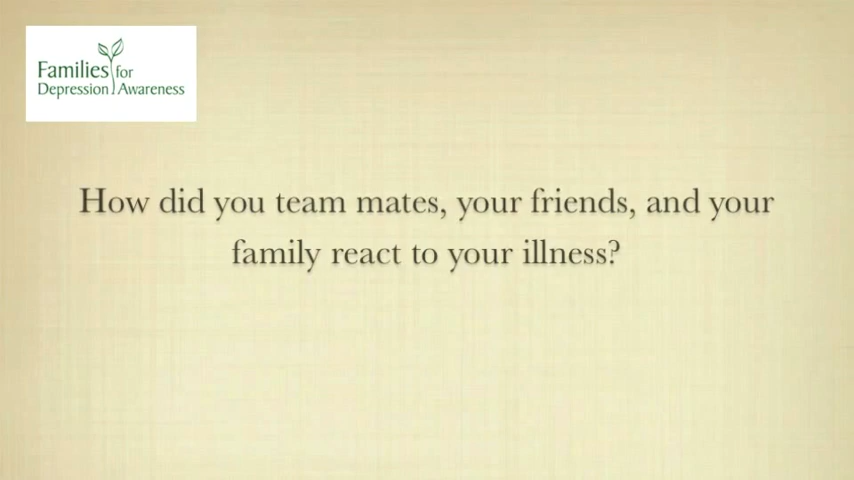 Families for
Depression Awareness
How did you team mates, your friends, and your
family react to your illness?